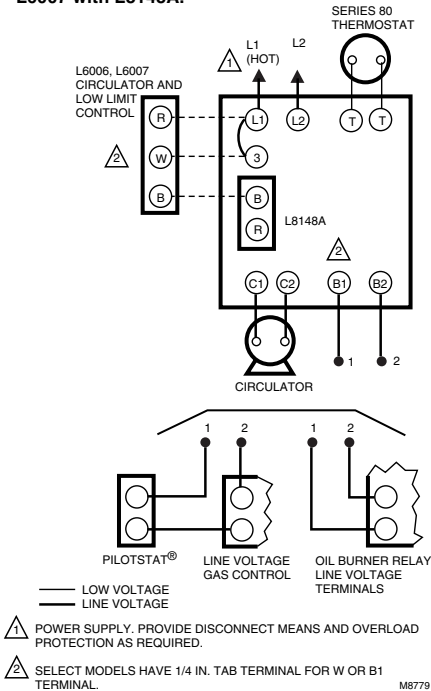 L6007 with L8148A.
SERIES 80
THERMOSTAT
1
L1
(HOT)
L2
L6006, L6007
CIRCULATOR AND
LOW LIMIT
CONTROL
R
L1
L2
T
T
2
W
3
B
B
R
L8148A
2
C1
C2
B1
B2
1
2
CIRCULATOR
1
2
1
2
PILOTSTAT®
LINE VOLTAGE
GAS CONTROL
OIL BURNER RELAY
LINE VOLTAGE
TERMINALS
LOW VOLTAGE
LINE VOLTAGE
1 POWER SUPPLY. PROVIDE DISCONNECT MEANS AND OVERLOAD
PROTECTION AS REQUIRED.
2 SELECT MODELS HAVE 1/4 IN. TAB TERMINAL FOR W OR B1
TERMINAL.
M8779